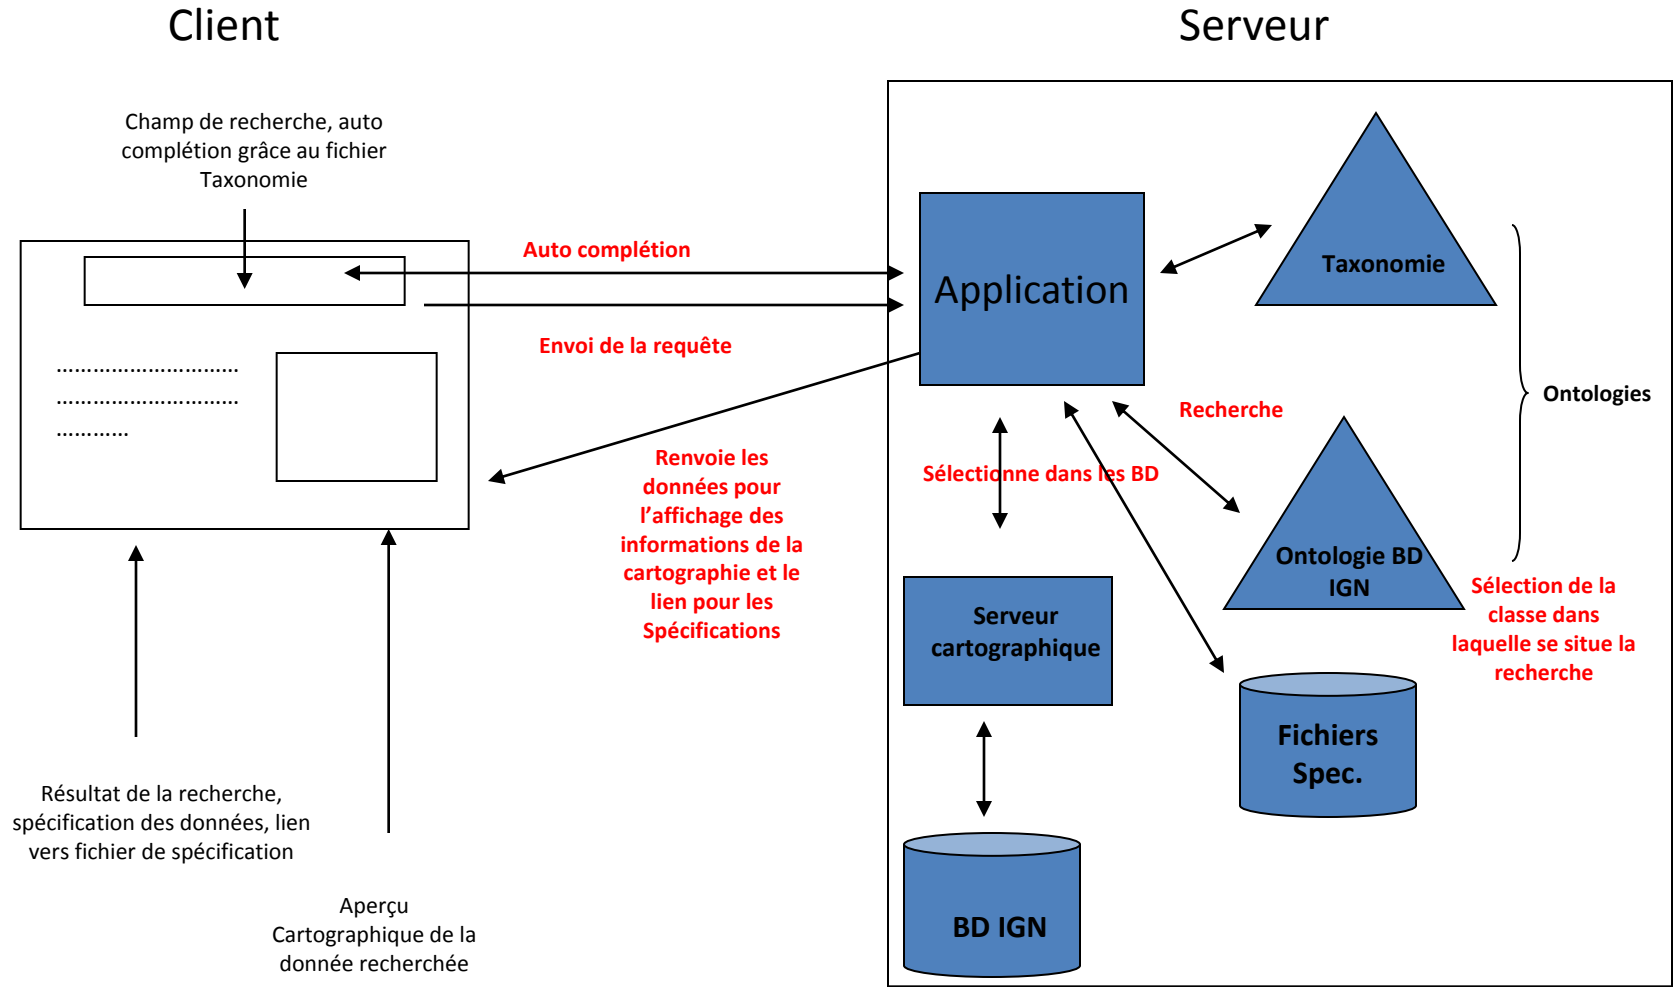 Client
Serveur
Champ de recherche, auto
complétion grâce au fichier
Taxonomie
Auto complétion
Envoi de la requête
…………………………
…………………………
…………
Renvoie les
données pour
l’affichage des
informations de la
cartographie et le
lien pour les
Spécifications
Résultat de la recherche,
spécification des données, lien
vers fichier de spécification
Aperçu
Cartographique de la
donnée recherchée
Application
Taxonomie
Ontologies
Recherche
Sélectionne dans les BD
Ontologie BD
IGN
Sélection de la
classe dans
laquelle se situe la
recherche
Serveur
cartographique
Fichiers
Spec.
BD IGN